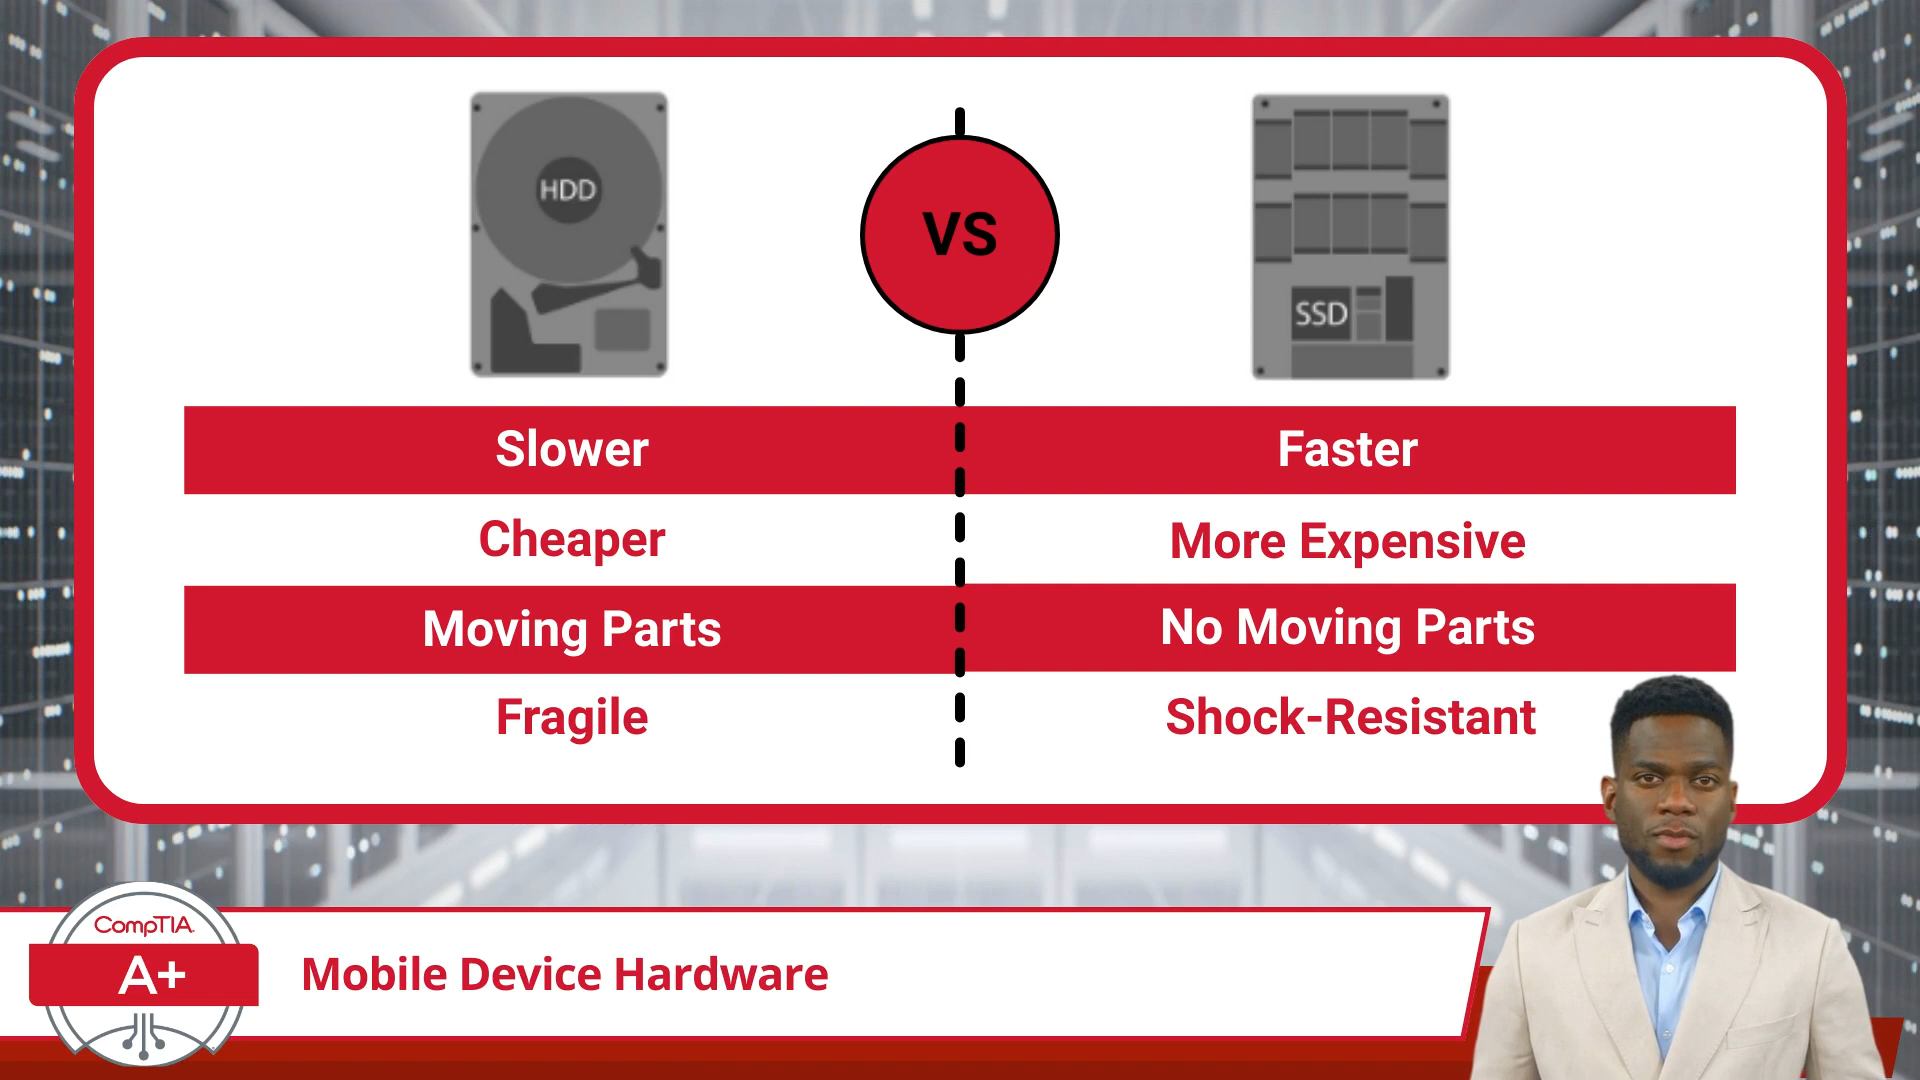 HDD
VS
SSD
Slower
Faster
Cheaper
More Expensive
Moving Parts
No Moving Parts
Fragile
Shock-Resistant
CompTIA.
A+
Mobile Device Hardware